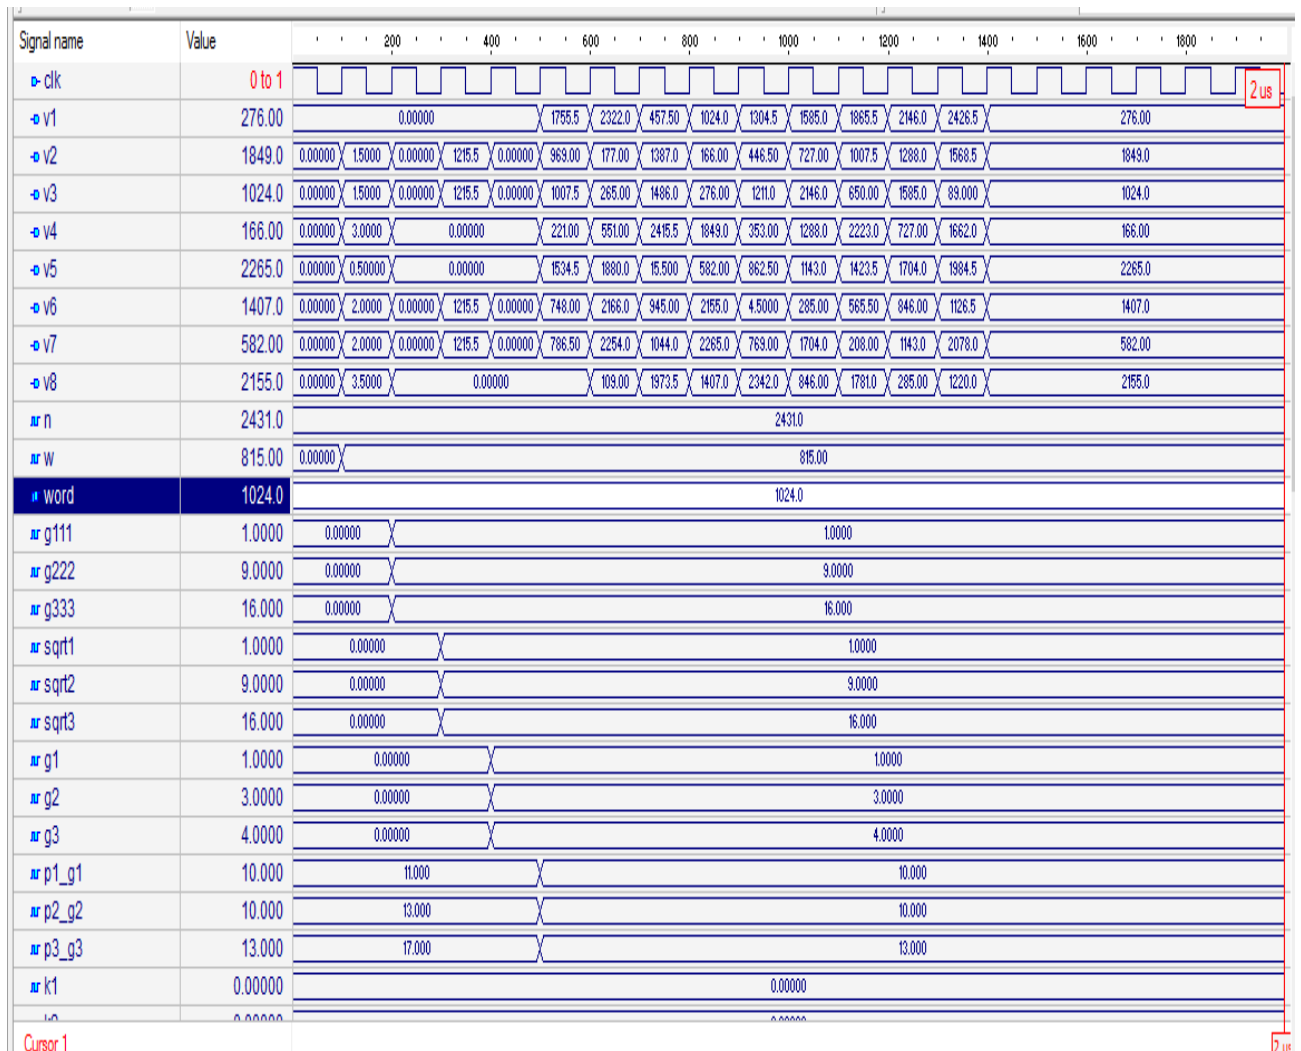 Signal name Value 200 400 600 800 1000 1200 1400 1600 1800
clk 0 to 1 2 us
v1 276.00 0.00000 1755.5 2322.0 457.50 1024.0 1304.5 1585.0 1865.5 2146.0 2426.5 276.00
v2 1849.0 0.00000 1.5000 0.00000 1215.5 0.00000 969.00 177.00 1387.0 166.00 446.50 727.00 1007.5 1288.0 1568.5 1849.0
v3 1024.0 0.00000 1.5000 0.00000 1215.5 0.00000 1007.5 265.00 1486.0 276.00 1211.0 2146.0 650.00 1585.0 89.000 1024.0
v4 166.00 0.00000 3.0000 0.00000 221.00 551.00 2415.5 1849.0 353.00 1288.0 2223.0 727.00 1662.0 166.00
v5 2265.0 0.00000 0.50000 0.00000 1534.5 1880.0 15.500 582.00 862.50 1143.0 1423.5 1704.0 1984.5 2265.0
v6 1407.0 0.00000 2.0000 0.00000 1215.5 0.00000 748.00 2166.0 945.00 2155.0 4.5000 285.00 565.50 846.00 1126.5 1407.0
v7 582.00 0.00000 2.0000 0.00000 1215.5 0.00000 786.50 2254.0 1044.0 2265.0 769.00 1704.0 208.00 1143.0 2078.0 582.00
v8 2155.0 0.00000 3.5000 0.00000 109.00 1973.5 1407.0 2342.0 846.00 1781.0 285.00 1220.0 2155.0
n 2431.0 2431.0
w 815.00 0.00000 815.00
word 1024.0 1024.0
g111 1.0000 0.00000 1.0000
g222 9.0000 0.00000 9.0000
g333 16.000 0.00000 16.000
sqrt1 1.0000 0.00000 1.0000
sqrt2 9.0000 0.00000 9.0000
sqrt3 16.000 0.00000 16.000
g1 1.0000 0.00000 1.0000
g2 3.0000 0.00000 3.0000
g3 4.0000 0.00000 4.0000
p1_g1 10.000 11.000 10.000
p2_g2 10.000 13.000 10.000
p3_g3 13.000 17.000 13.000
k1 0.00000 0.00000
Cursor 1